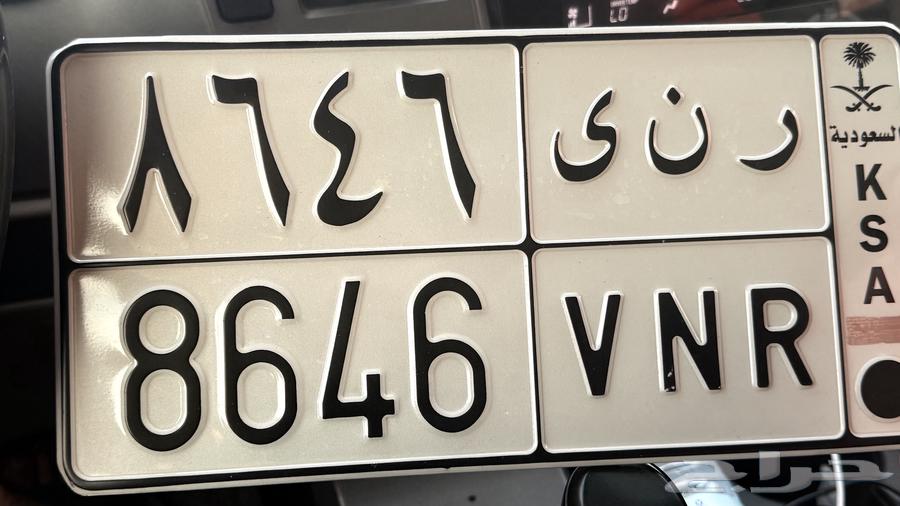 ٨٦٤٦ ر ن ى
8646 VNR
السعودية
K
S
A
حراج